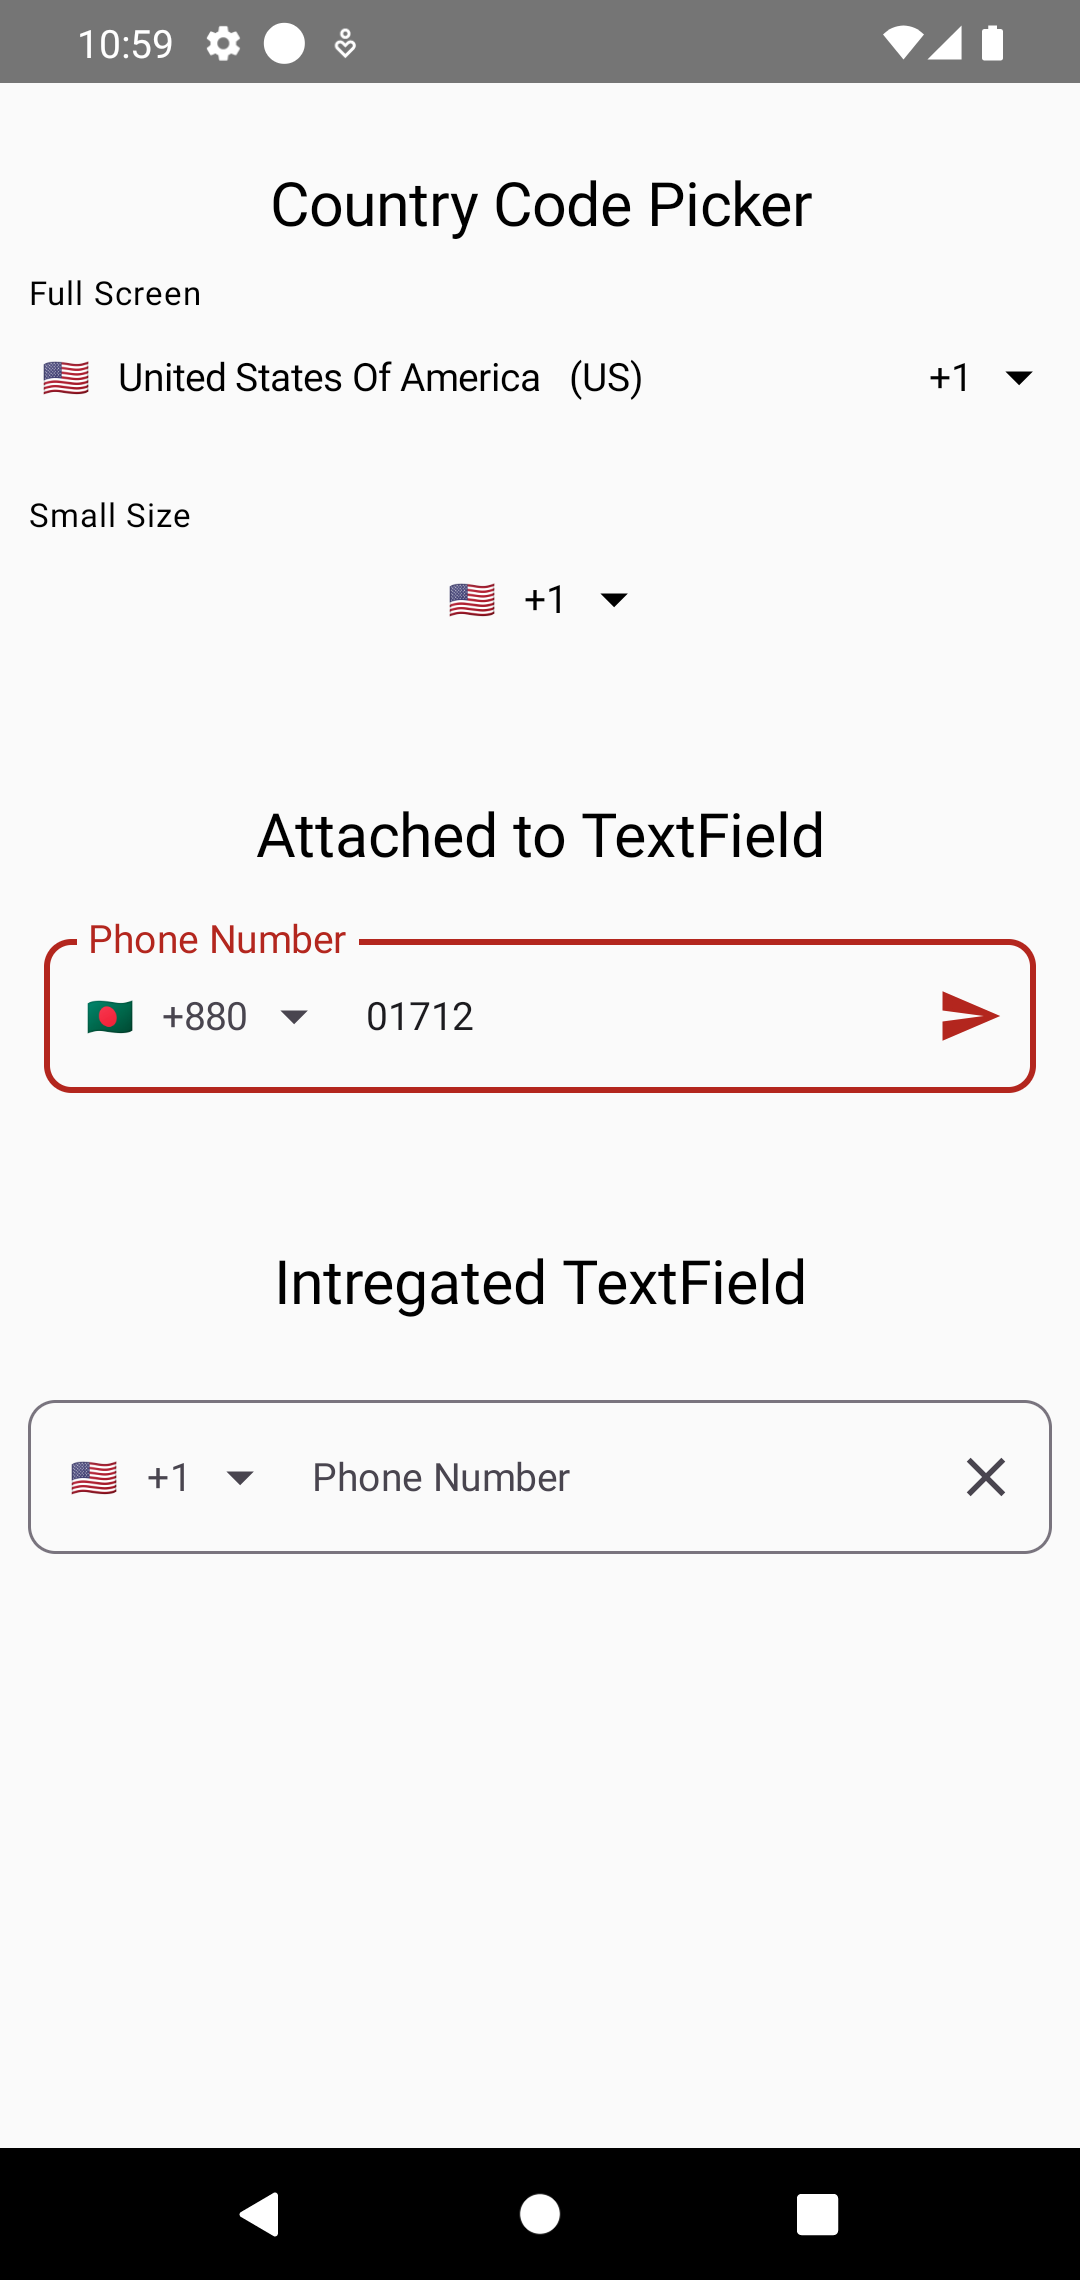 10:59
Country Code Picker
Full Screen
United States Of America (US) +1
Small Size
+1
Attached to TextField
Phone Number
+880 01712
Intregated TextField
+1 Phone Number